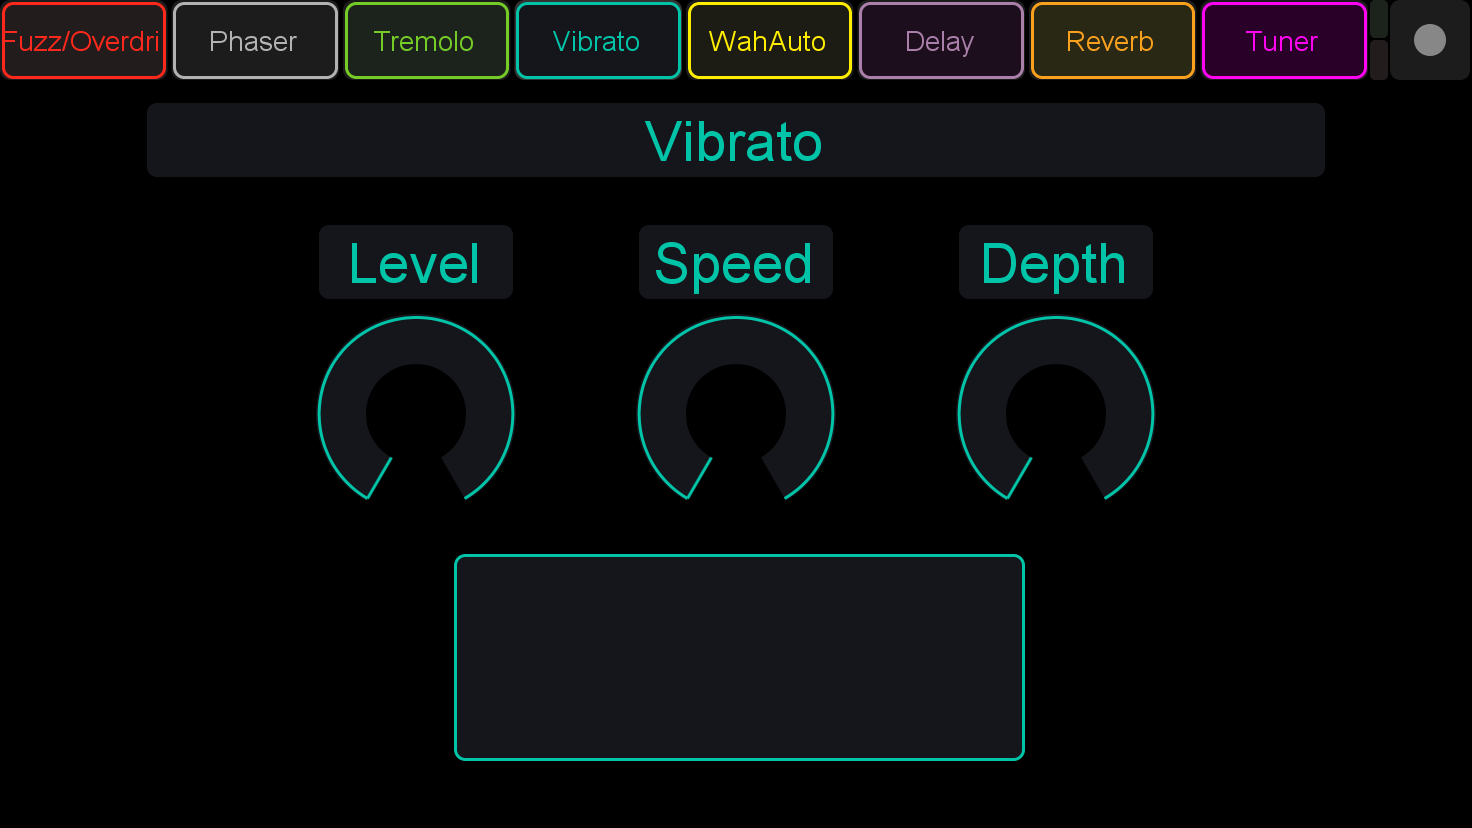 Fuzz/Overdri
Phaser
Tremolo
Vibrato
WahAuto
Delay
Reverb
Tuner
Vibrato
Level
Speed
Depth